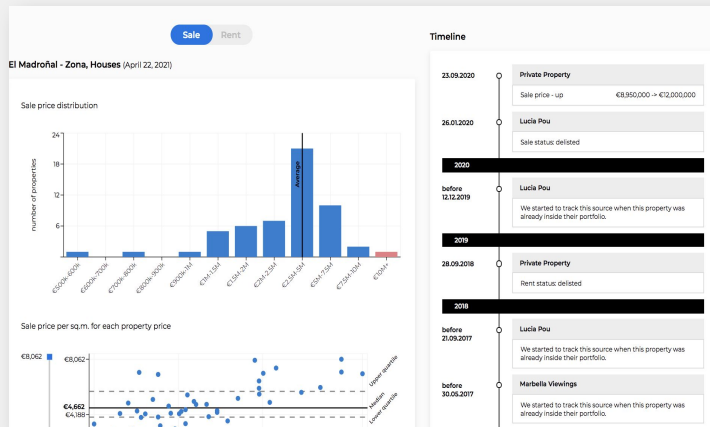 Sale Rent
El Madroñal - Zona, Houses (April 22, 2021)
Sale price distribution
number of properties
24
18
12
6
Average
€500k-600k
€600k-700k
€700k-800k
€800k-900k
€900k-1M
€1M-1.5M
€1.5M-2M
€2M-2.5M
€2.5M-5M
€5M-7.5M
€7.5M-10M
€10M+
Sale price per sq.m. for each property price
€8,062
€8,062
€4,662
€4,188
Upper quartile
Median
Lower quartile
Timeline
23.09.2020
Private Property
Sale price - up €8,950,000 -> €12,000,000
26.01.2020
Lucia Pou
Sale status: delisted
2020
before
12.12.2019
Lucia Pou
We started to track this source when this property was
already inside their portfolio.
2019
28.09.2018
Private Property
Rent status: delisted
2018
before
21.09.2017
Lucia Pou
We started to track this source when this property was
already inside their portfolio.
before
30.05.2017
Marbella Viewings
We started to track this source when this property was
already inside their portfolio.